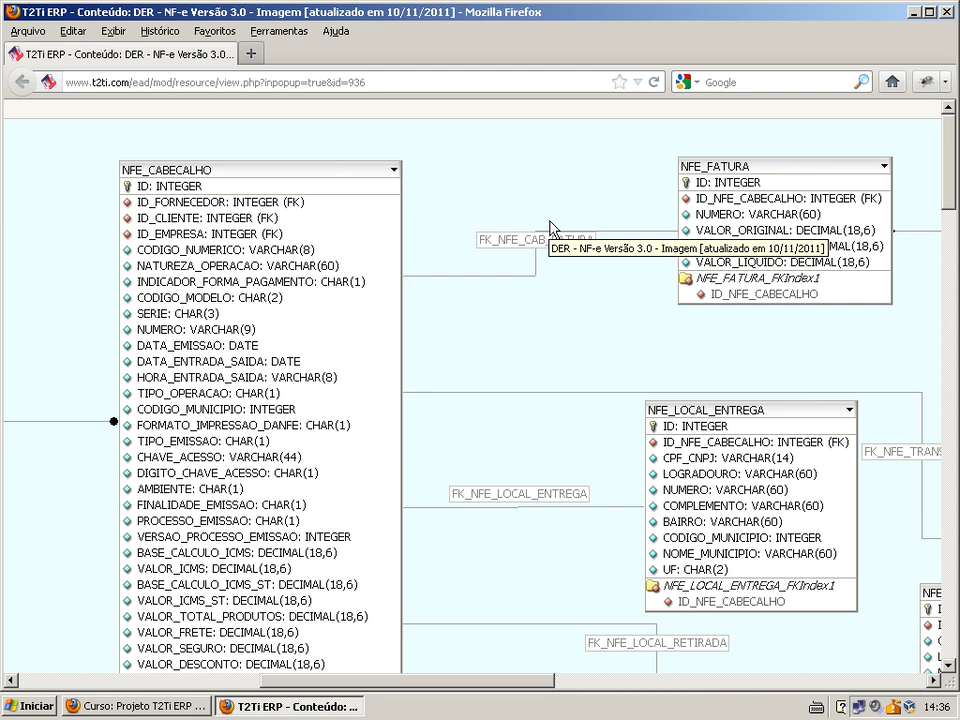 T2Ti ERP - Conteúdo: DER - NF-e Versão 3.0 - Imagem [atualizado em 10/11/2011] - Mozilla Firefox
Arquivo Editar Exibir Histórico Favoritos Ferramentas Ajuda
T2Ti ERP - Conteúdo: DER - NF-e Versão 3.0...
www.t2ti.com/ead/mod/resource/view.php?inpopup=true&id=936
Google
NFE_CABECALHO
ID: INTEGER
ID_FORNECEDOR: INTEGER (FK)
ID_CLIENTE: INTEGER (FK)
ID_EMPRESA: INTEGER (FK)
CODIGO_NUMERICO: VARCHAR(8)
NATUREZA_OPERACAO: VARCHAR(60)
INDICADOR_FORMA_PAGAMENTO: CHAR(1)
CODIGO_MODELO: CHAR(2)
SERIE: CHAR(3)
NUMERO: VARCHAR(9)
DATA_EMISSAO: DATE
DATA_ENTRADA_SAIDA: DATE
HORA_ENTRADA_SAIDA: VARCHAR(8)
TIPO_OPERACAO: CHAR(1)
CODIGO_MUNICIPIO: INTEGER
FORMATO_IMPRESSAO_DANFE: CHAR(1)
TIPO_EMISSAO: CHAR(1)
CHAVE_ACESSO: VARCHAR(44)
DIGITO_CHAVE_ACESSO: CHAR(1)
AMBIENTE: CHAR(1)
FINALIDADE_EMISSAO: CHAR(1)
PROCESSO_EMISSAO: CHAR(1)
VERSAO_PROCESSO_EMISSAO: INTEGER
BASE_CALCULO_ICMS: DECIMAL(18,6)
VALOR_ICMS: DECIMAL(18,6)
BASE_CALCULO_ICMS_ST: DECIMAL(18,6)
VALOR_ICMS_ST: DECIMAL(18,6)
VALOR_TOTAL_PRODUTOS: DECIMAL(18,6)
VALOR_FRETE: DECIMAL(18,6)
VALOR_SEGURO: DECIMAL(18,6)
VALOR_DESCONTO: DECIMAL(18,6)
FK_NFE_CAB_FATURA
DER - NF-e Versão 3.0 - Imagem [atualizado em 10/11/2011]
NFE_FATURA
ID: INTEGER
ID_NFE_CABECALHO: INTEGER (FK)
NUMERO: VARCHAR(60)
VALOR_ORIGINAL: DECIMAL(18,6)
MAL(18,6)
VALOR_LIQUIDO: DECIMAL(18,6)
NFE_FATURA_FKIndex1
ID_NFE_CABECALHO
FK_NFE_LOCAL_ENTREGA
NFE_LOCAL_ENTREGA
ID: INTEGER
ID_NFE_CABECALHO: INTEGER (FK)
CPF_CNPJ: VARCHAR(14)
LOGRADOURO: VARCHAR(60)
NUMERO: VARCHAR(60)
COMPLEMENTO: VARCHAR(60)
BAIRRO: VARCHAR(60)
CODIGO_MUNICIPIO: INTEGER
NOME_MUNICIPIO: VARCHAR(60)
UF: CHAR(2)
NFE_LOCAL_ENTREGA_FKIndex1
ID_NFE_CABECALHO
FK_NFE_TRANS
FK_NFE_LOCAL_RETIRADA
NFE
Iniciar
Curso: Projeto T2Ti ERP ...
T2Ti ERP - Conteúdo: ...
14:36